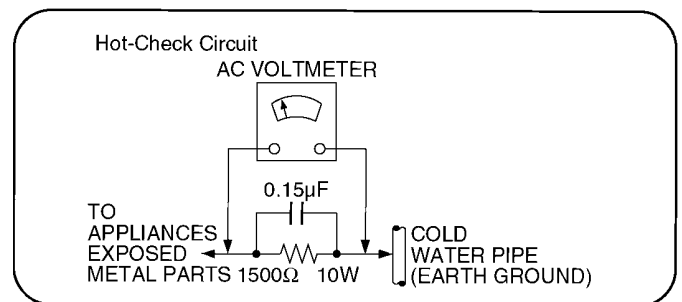 Hot-Check Circuit
AC VOLTMETER
0.15µF
TO
APPLIANCES
EXPOSED
METAL PARTS
1500Ω 10W
COLD
WATER PIPE
(EARTH GROUND)